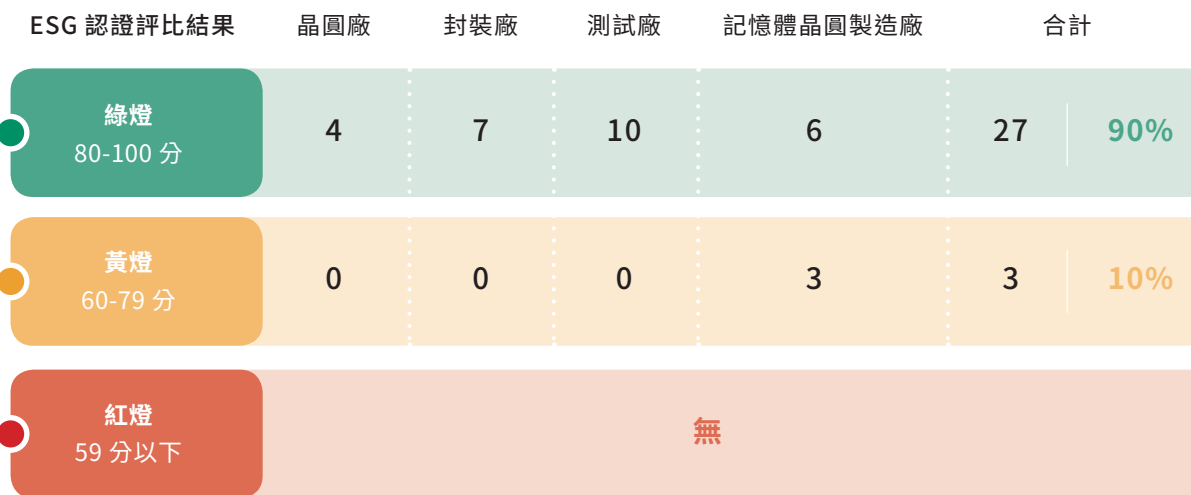 ESG 認證評比結果 晶圓廠 封裝廠 測試廠 記憶體晶圓製造廠 合計
綠燈
80-100 分
4 7 10 6 27 90%
黃燈
60-79 分
0 0 0 3 3 10%
紅燈
59 分以下
無